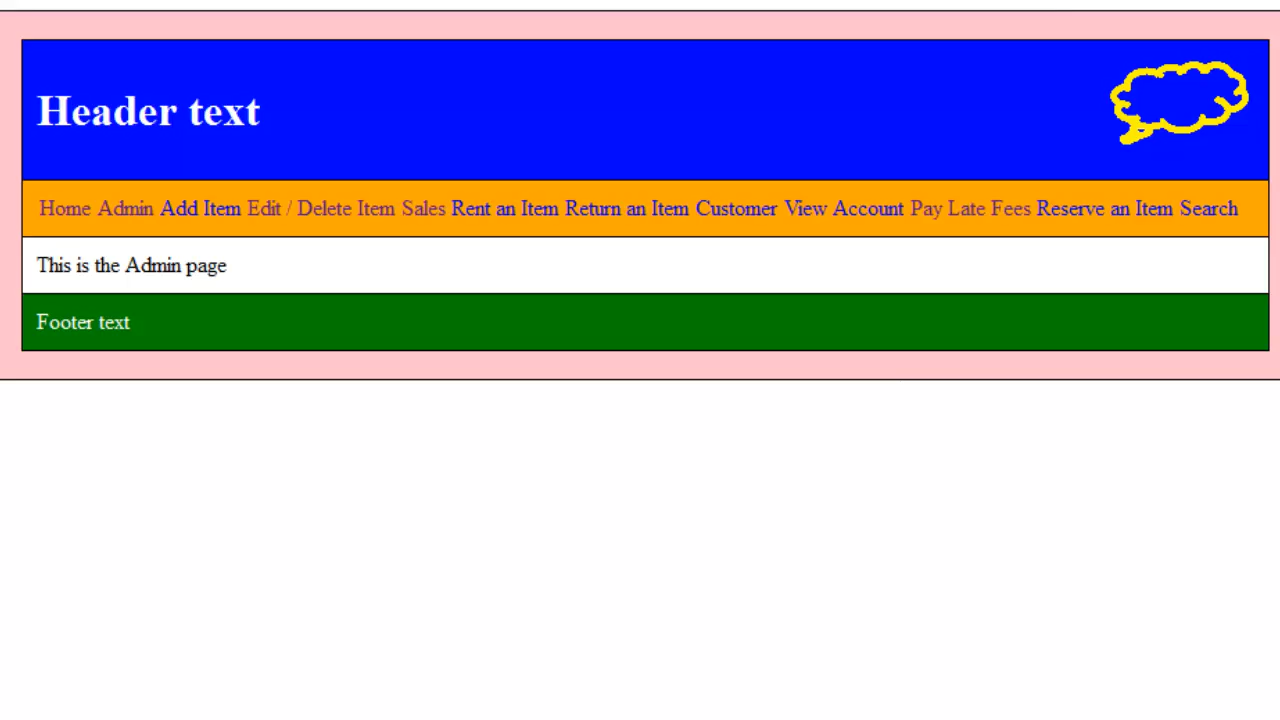 Header text
Home Admin Add Item Edit / Delete Item Sales Rent an Item Return an Item Customer View Account Pay Late Fees Reserve an Item Search
This is the Admin page
Footer text